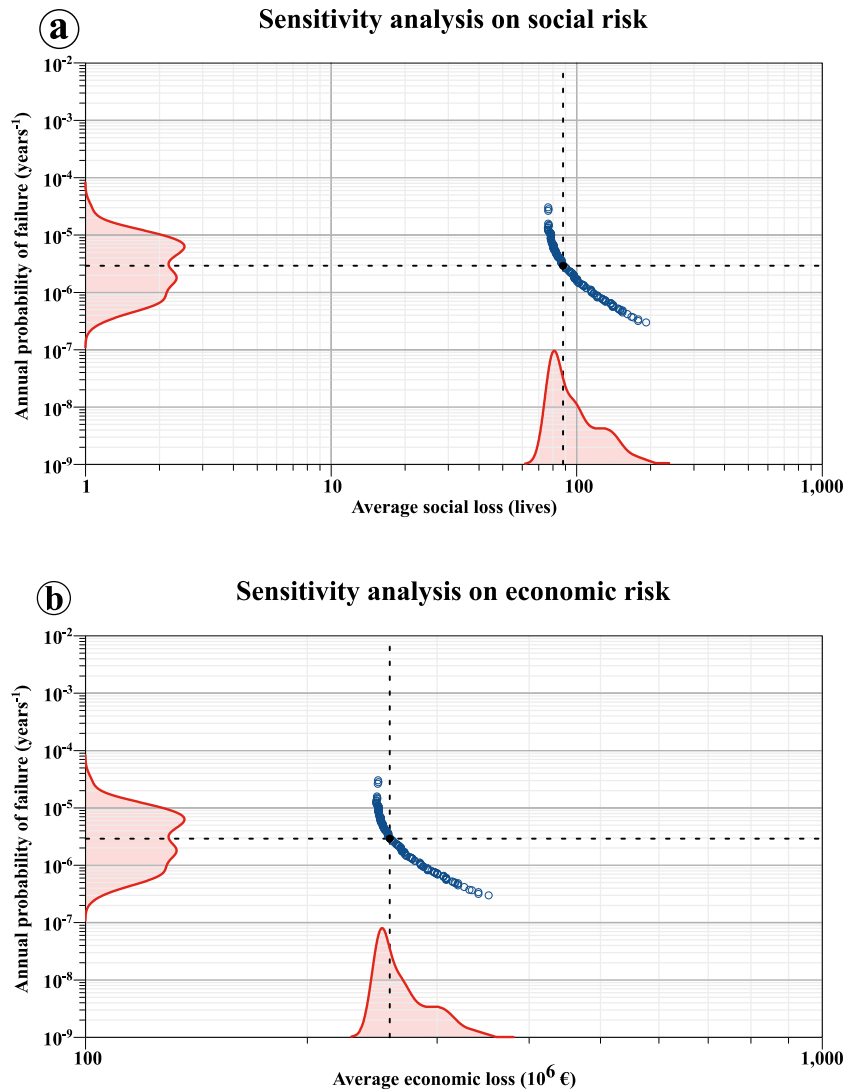 a
Sensitivity analysis on social risk
Annual probability of failure (years⁻¹)
10⁻²
10⁻³
10⁻⁴
10⁻⁵
10⁻⁶
10⁻⁷
10⁻⁸
10⁻⁹
1 10 100 1,000
Average social loss (lives)
b
Sensitivity analysis on economic risk
Annual probability of failure (years⁻¹)
10⁻²
10⁻³
10⁻⁴
10⁻⁵
10⁻⁶
10⁻⁷
10⁻⁸
10⁻⁹
100 1,000
Average economic loss (10⁶ €)